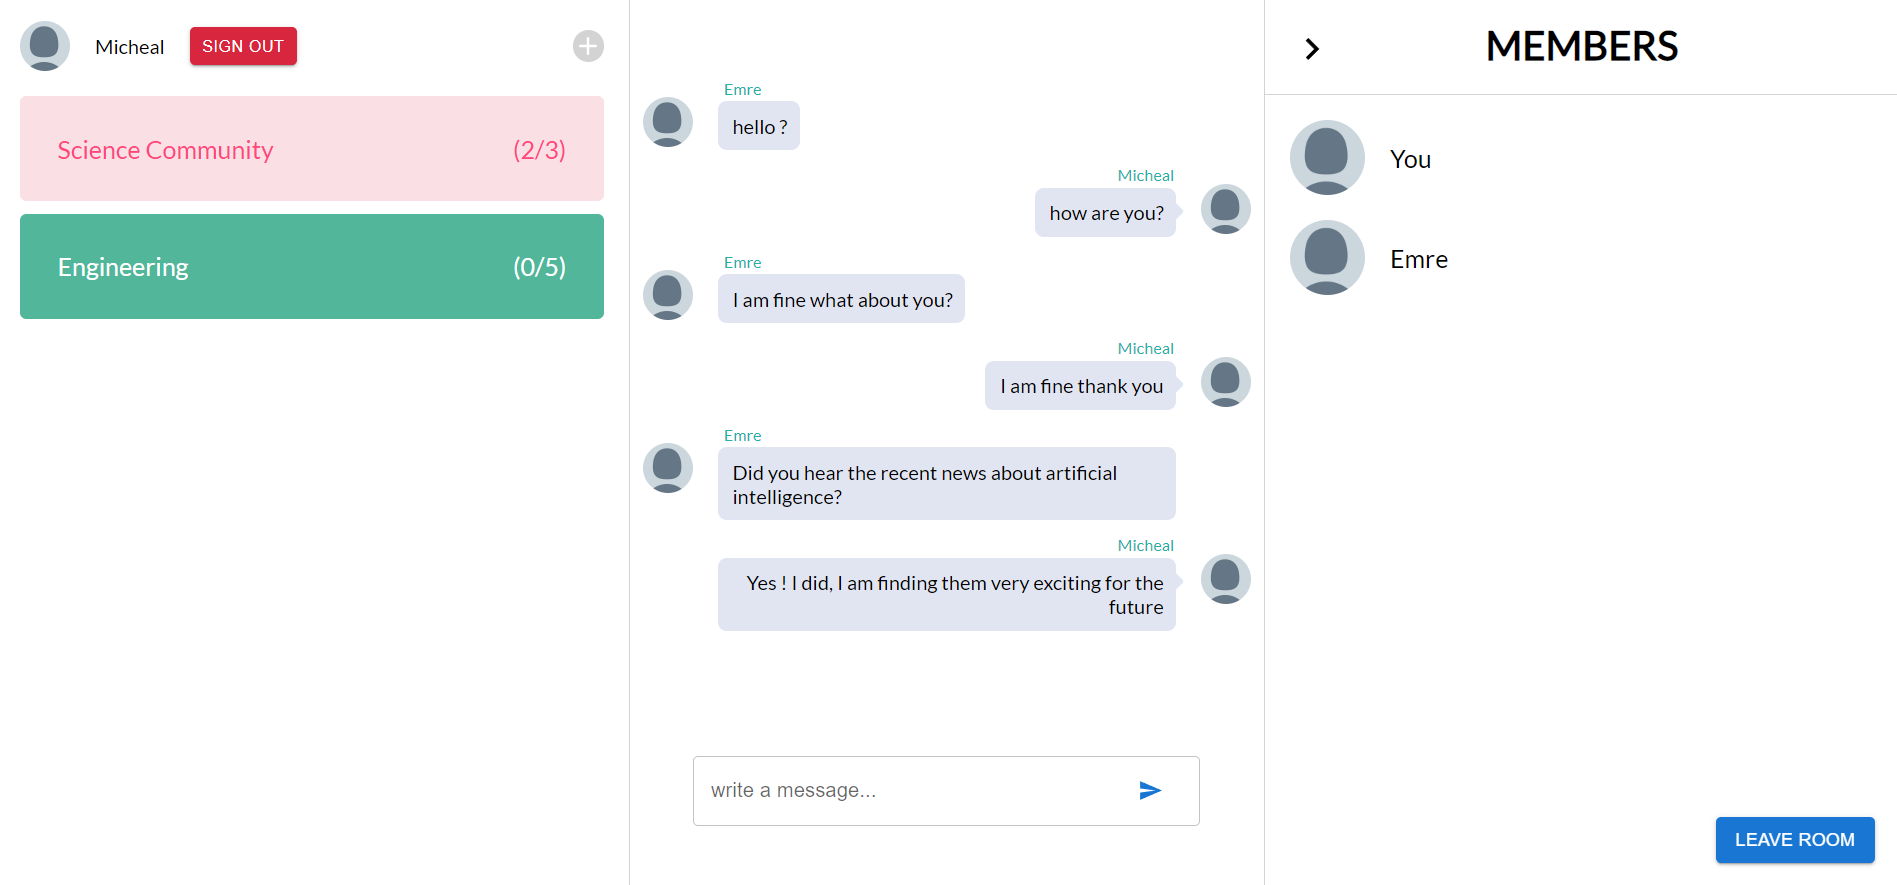 Micheal
SIGN OUT
Science Community (2/3)
Engineering (0/5)
Emre
hello ?
Micheal
how are you?
Emre
I am fine what about you?
Micheal
I am fine thank you
Emre
Did you hear the recent news about artificial
intelligence?
Micheal
Yes ! I did, I am finding them very exciting for the
future
write a message...
MEMBERS
You
Emre
LEAVE ROOM